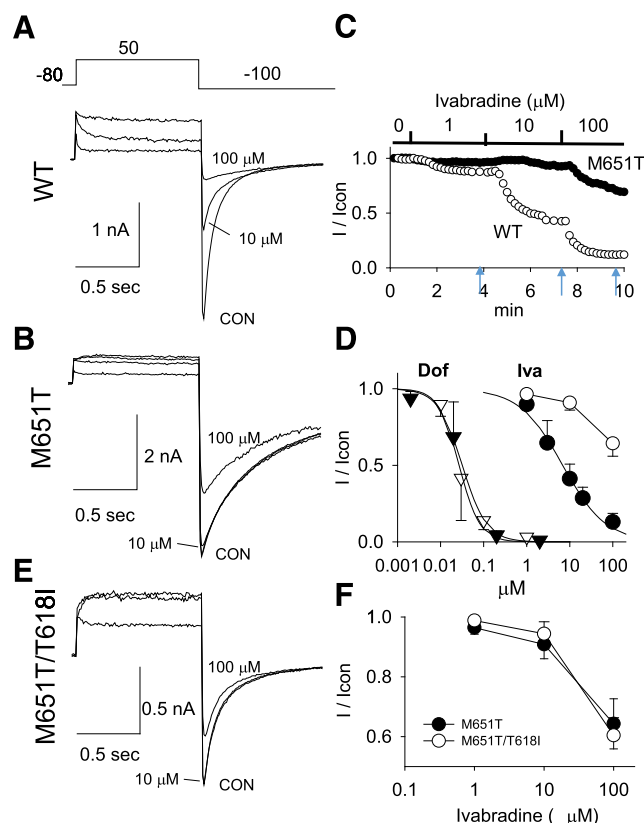 A
50
-80
-100
WT
100 μM
10 μM
1 nA
0.5 sec
CON
B
M651T
100 μM
2 nA
0.5 sec
10 μM
CON
E
M651T/T618I
100 μM
0.5 nA
0.5 sec
10 μM
CON
C
Ivabradine (μM)
0 1 10 100
M651T
WT
I / Icon
1.0
0.5
0.0
0 2 4 6 8 10
min
D
Dof Iva
I / Icon
1.0
0.5
0.0
0.001 0.01 0.1 1 10 100
μM
F
I / Icon
1.0
0.8
0.6
M651T
M651T/T618I
0.1 1 10 100
Ivabradine ( μM)